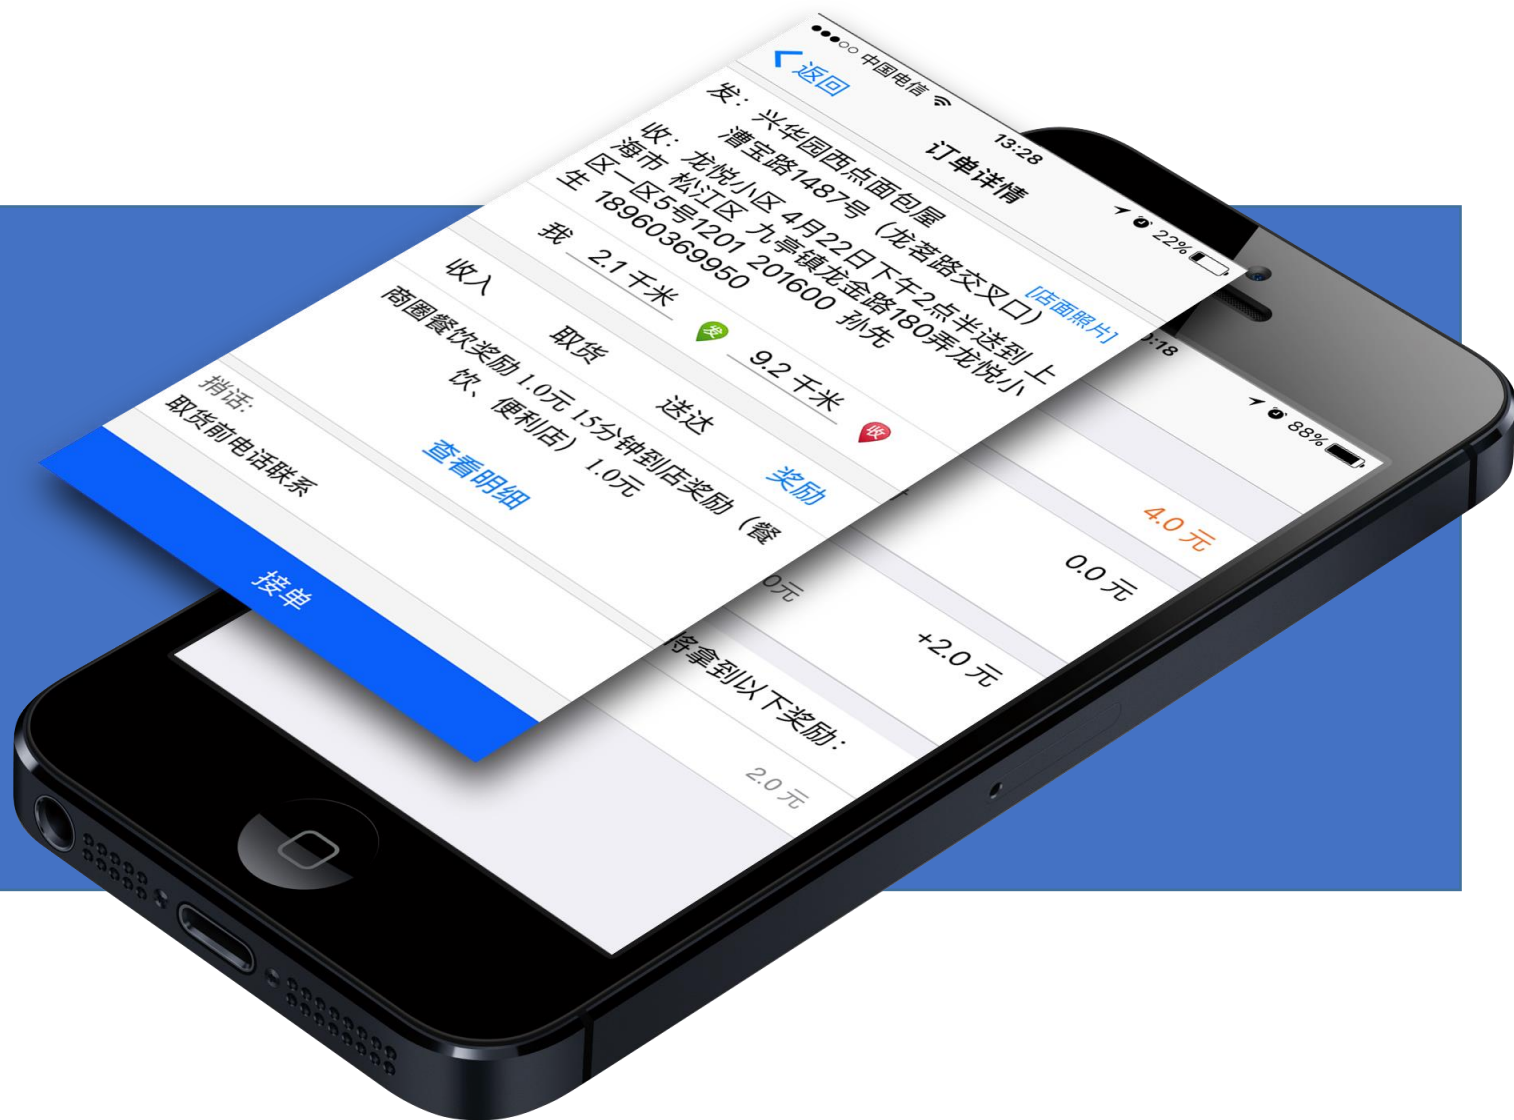 中国电信
13:28
22%
返回
订单详情
发：兴华园西点面包屋
漕宝路1487号（龙茗路交叉口）
[店面照片]
收：龙悦小区 4月22日下午2点半送到 上
海市 松江区 九亭镇龙金路180弄龙悦小
区一区5号1201 201600 孙先
生 18960369950
我 2.1 千米 发 9.2 千米 收
收入 取货 送达 奖励
商圈餐饮奖励 1.0元 15分钟到店奖励（餐
饮、便利店） 1.0元
查看明细
捎话:
取货前电话联系
接单
:18
88%
4.0 元
0.0 元
0元
+2.0 元
将拿到以下奖励：
2.0 元